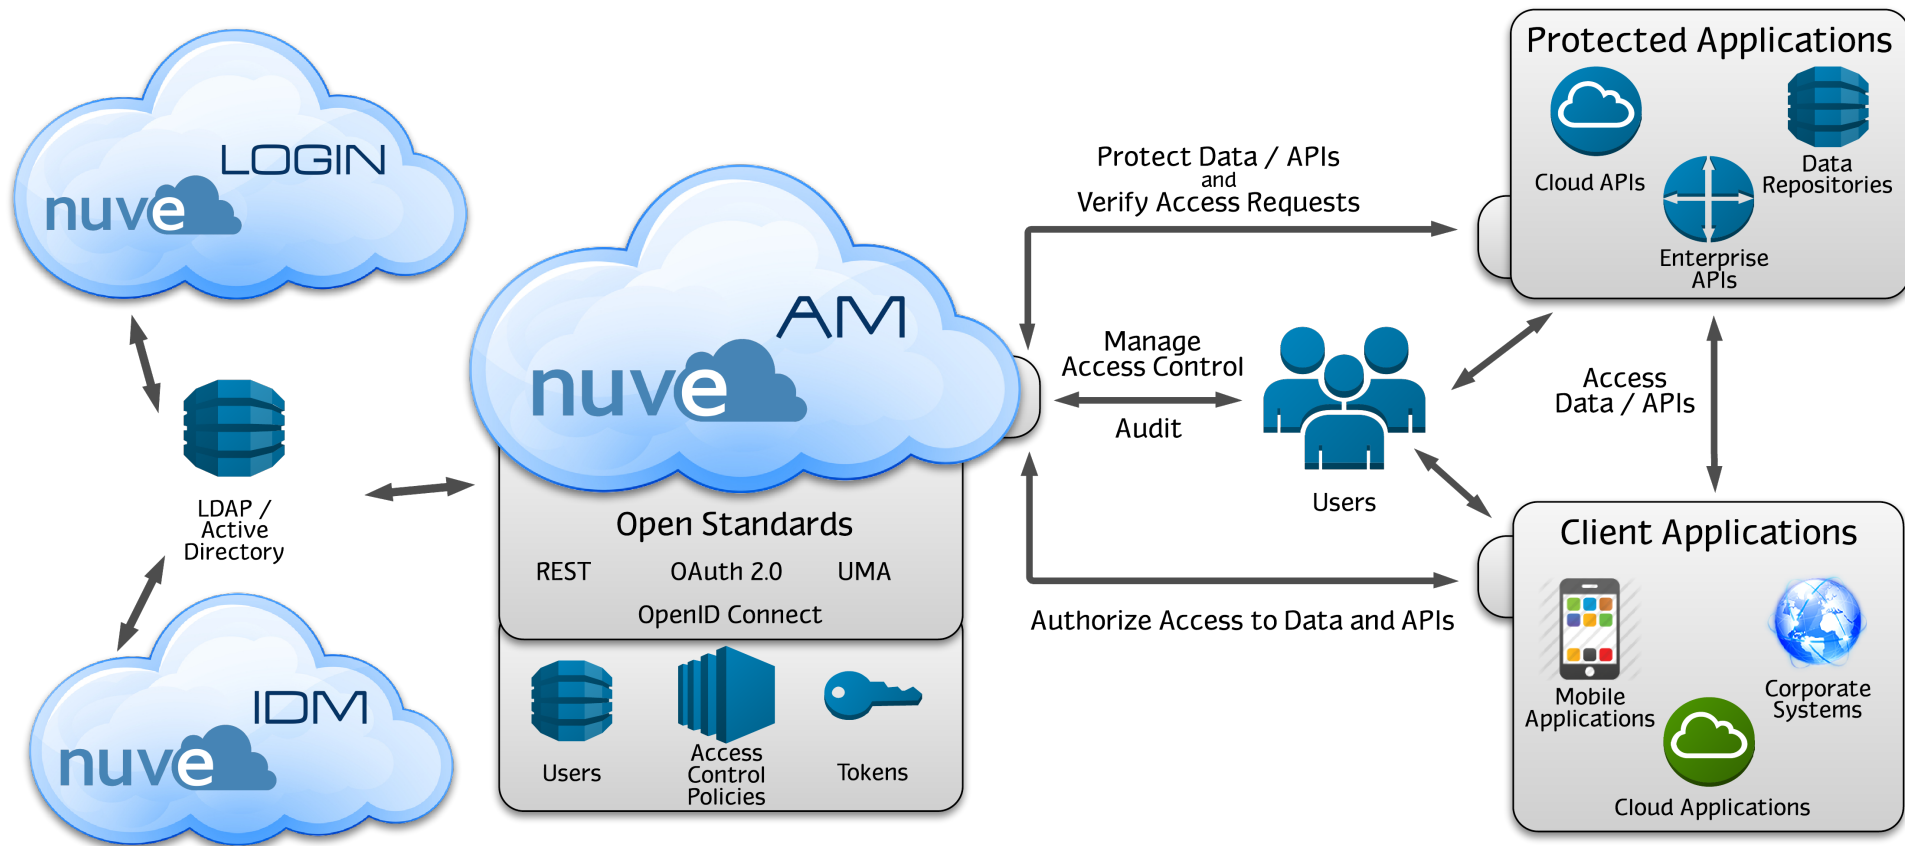 LOGIN
nuve
LDAP /
Active
Directory
IDM
nuve
AM
nuve
Open Standards
REST OAuth 2.0 UMA
OpenID Connect
Users
Access
Control
Policies
Tokens
Protect Data / APIs
and
Verify Access Requests
Manage
Access Control
Audit
Users
Authorize Access to Data and APIs
Protected Applications
Cloud APIs
Data
Repositories
Enterprise
APIs
Access
Data / APIs
Client Applications
Mobile
Applications
Corporate
Systems
Cloud Applications